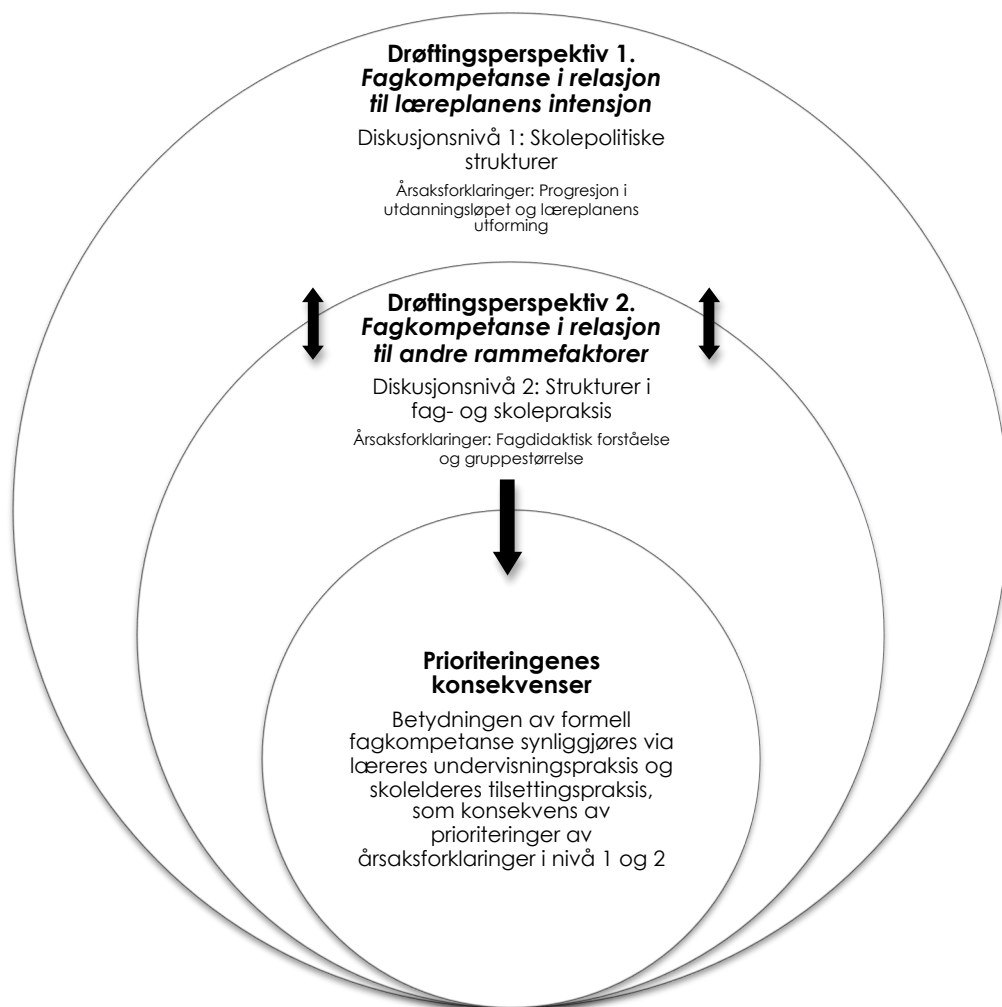 Drøftingsperspektiv 1.
Fagkompetanse i relasjon
til læreplanens intensjon
Diskusjonsnivå 1: Skolepolitiske
strukturer
Årsaksforklaringer: Progresjon i
utdanningsløpet og læreplanens
utforming
Drøftingsperspektiv 2.
Fagkompetanse i relasjon
til andre rammefaktorer
Diskusjonsnivå 2: Strukturer i
fag- og skolepraksis
Årsaksforklaringer: Fagdidaktisk forståelse
og gruppestørrelse
Prioriteringenes
konsekvenser
Betydningen av formell
fagkompetanse synliggjøres via
læreres undervisningspraksis og
skolelderes tilsettingspraksis,
som konsekvens av
prioriteringer av
årsaksforklaringer i nivå 1 og 2